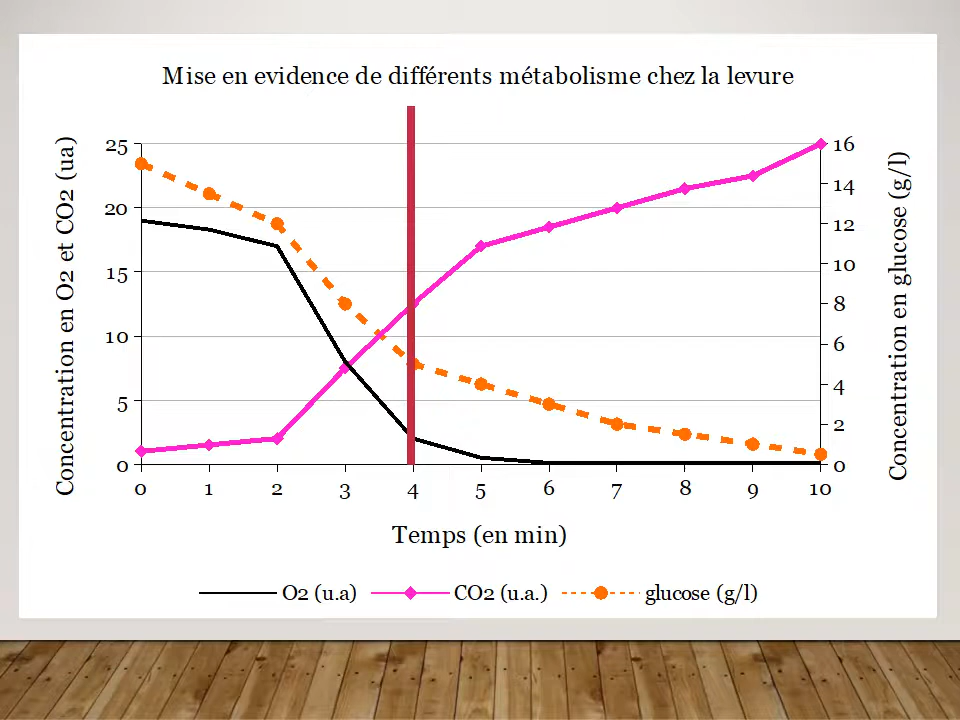 Mise en evidence de différents métabolisme chez la levure
Concentration en O2 et CO2 (ua)
25
20
15
10
5
0
16
14
12
10
8
6
4
2
0
Concentration en glucose (g/l)
0 1 2 3 4 5 6 7 8 9 10
Temps (en min)
O2 (u.a) CO2 (u.a.) glucose (g/l)